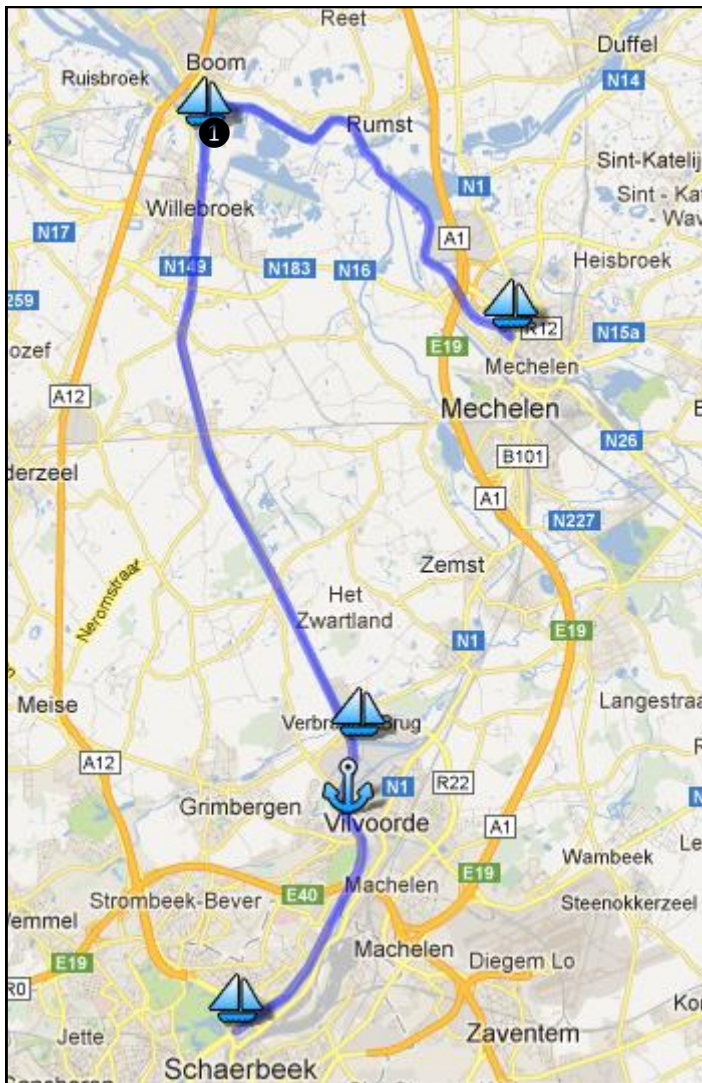 Reet
Duffel
Boom
Ruisbroek
N14
1
Rumst
Sint-Katelij
N1
Sint - Kat
- Wav
Willebroek
N17
A1
Heisbroek
N149
N183
N16
259
R12
N15a
E19
ozef
Mechelen
A12
Mechelen
N26
B101
derzeel
A1
N227
Zemst
Neromstraat
Het
Zwartland
N1
E19
Meise
Langestraa
Brug
A12
N1
R22
Grimbergen
Vilvoorde
A1
Wambeek
E40
Machelen
Strombeek-Bever
Steenokkerzeel
Wemmel
Machelen
Diegem Lo
E19
R0
Jette
Zaventem
Schaerbeek